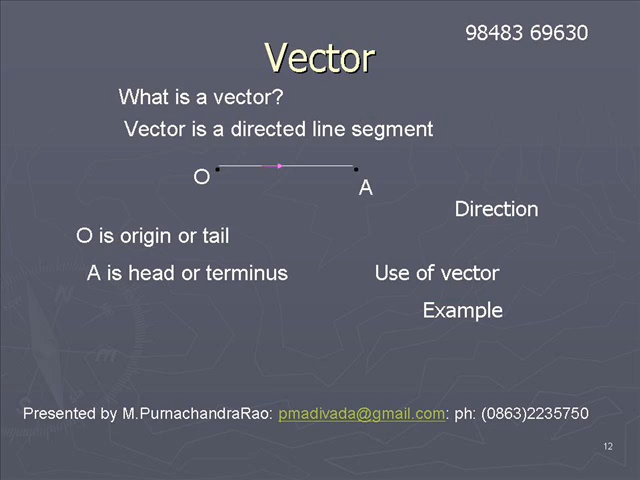 98483 69630
Vector
What is a vector?
Vector is a directed line segment
O
A
Direction
O is origin or tail
A is head or terminus
Use of vector
Example
Presented by M.PurnachandraRao: pmadivada@gmail.com: ph: (0863)2235750
12